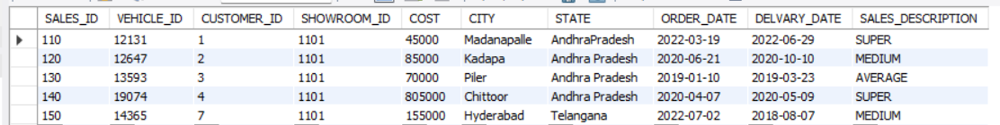 SALES_ID VEHICLE_ID CUSTOMER_ID SHOWROOM_ID COST CITY STATE ORDER_DATE DELVARY_DATE SALES_DESCRIPTION
110 12131 1 1101 45000 Madanapalle AndhraPradesh 2022-03-19 2022-06-29 SUPER
120 12647 2 1101 85000 Kadapa Andhra Pradesh 2020-06-21 2020-10-10 MEDIUM
130 13593 3 1101 70000 Piler Andhra Pradesh 2019-01-10 2019-03-23 AVERAGE
140 19074 4 1101 805000 Chittoor Andhra Pradesh 2020-04-07 2020-05-09 SUPER
150 14365 7 1101 155000 Hyderabad Telangana 2022-07-02 2018-08-07 MEDIUM